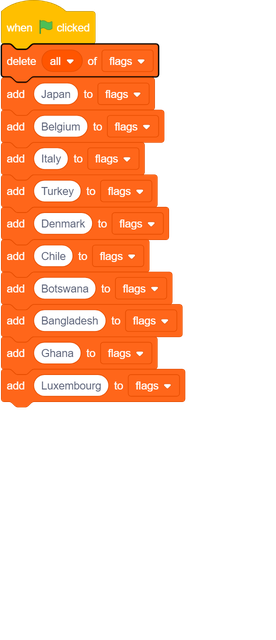 when clicked
delete all of flags
add Japan to flags
add Belgium to flags
add Italy to flags
add Turkey to flags
add Denmark to flags
add Chile to flags
add Botswana to flags
add Bangladesh to flags
add Ghana to flags
add Luxembourg to flags